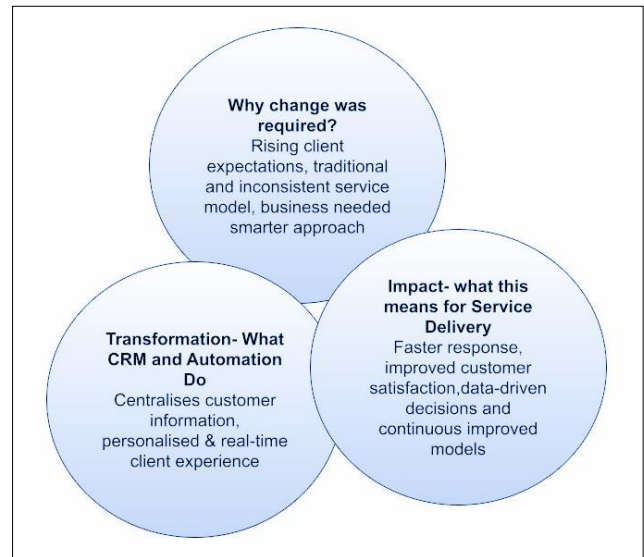 Why change was
required?
Rising client
expectations, traditional
and inconsistent service
model, business needed
smarter approach
Transformation- What
CRM and Automation
Do
Centralises customer
information,
personalised & real-time
client experience
Impact- what this
means for Service
Delivery
Faster response,
improved customer
satisfaction,data-driven
decisions and
continuous improved
models